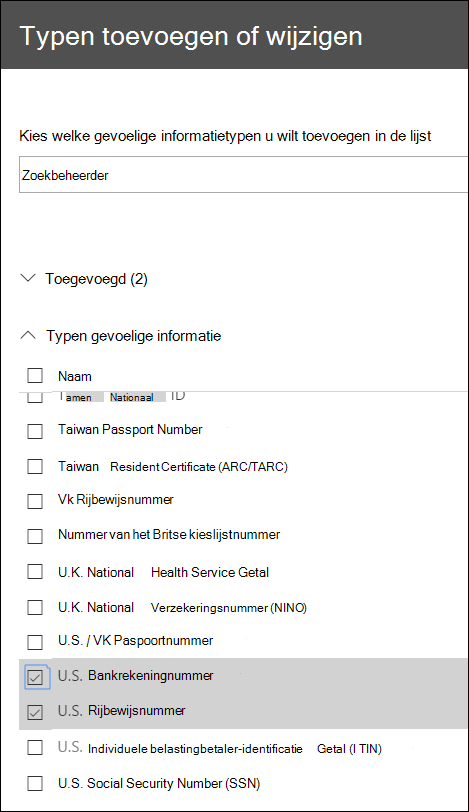 Typen toevoegen of wijzigen
Kies welke gevoelige informatietypen u wilt toevoegen in de lijst
Zoekbeheerder
Toegevoegd (2)
Typen gevoelige informatie
Naam
amen Nationaal ID
Taiwan Passport Number
Taiwan Resident Certificate (ARC/TARC)
Vk Rijbewijsnummer
Nummer van het Britse kieslijstnummer
U.K. National Health Service Getal
U.K. National Verzekeringsnummer (NINO)
U.S. / VK Paspoortnummer
U.S. Bankrekeningnummer
U.S. Rijbewijsnummer
U.S. Individuele belastingbetaler-identificatie Getal (I TIN)
U.S. Social Security Number (SSN)